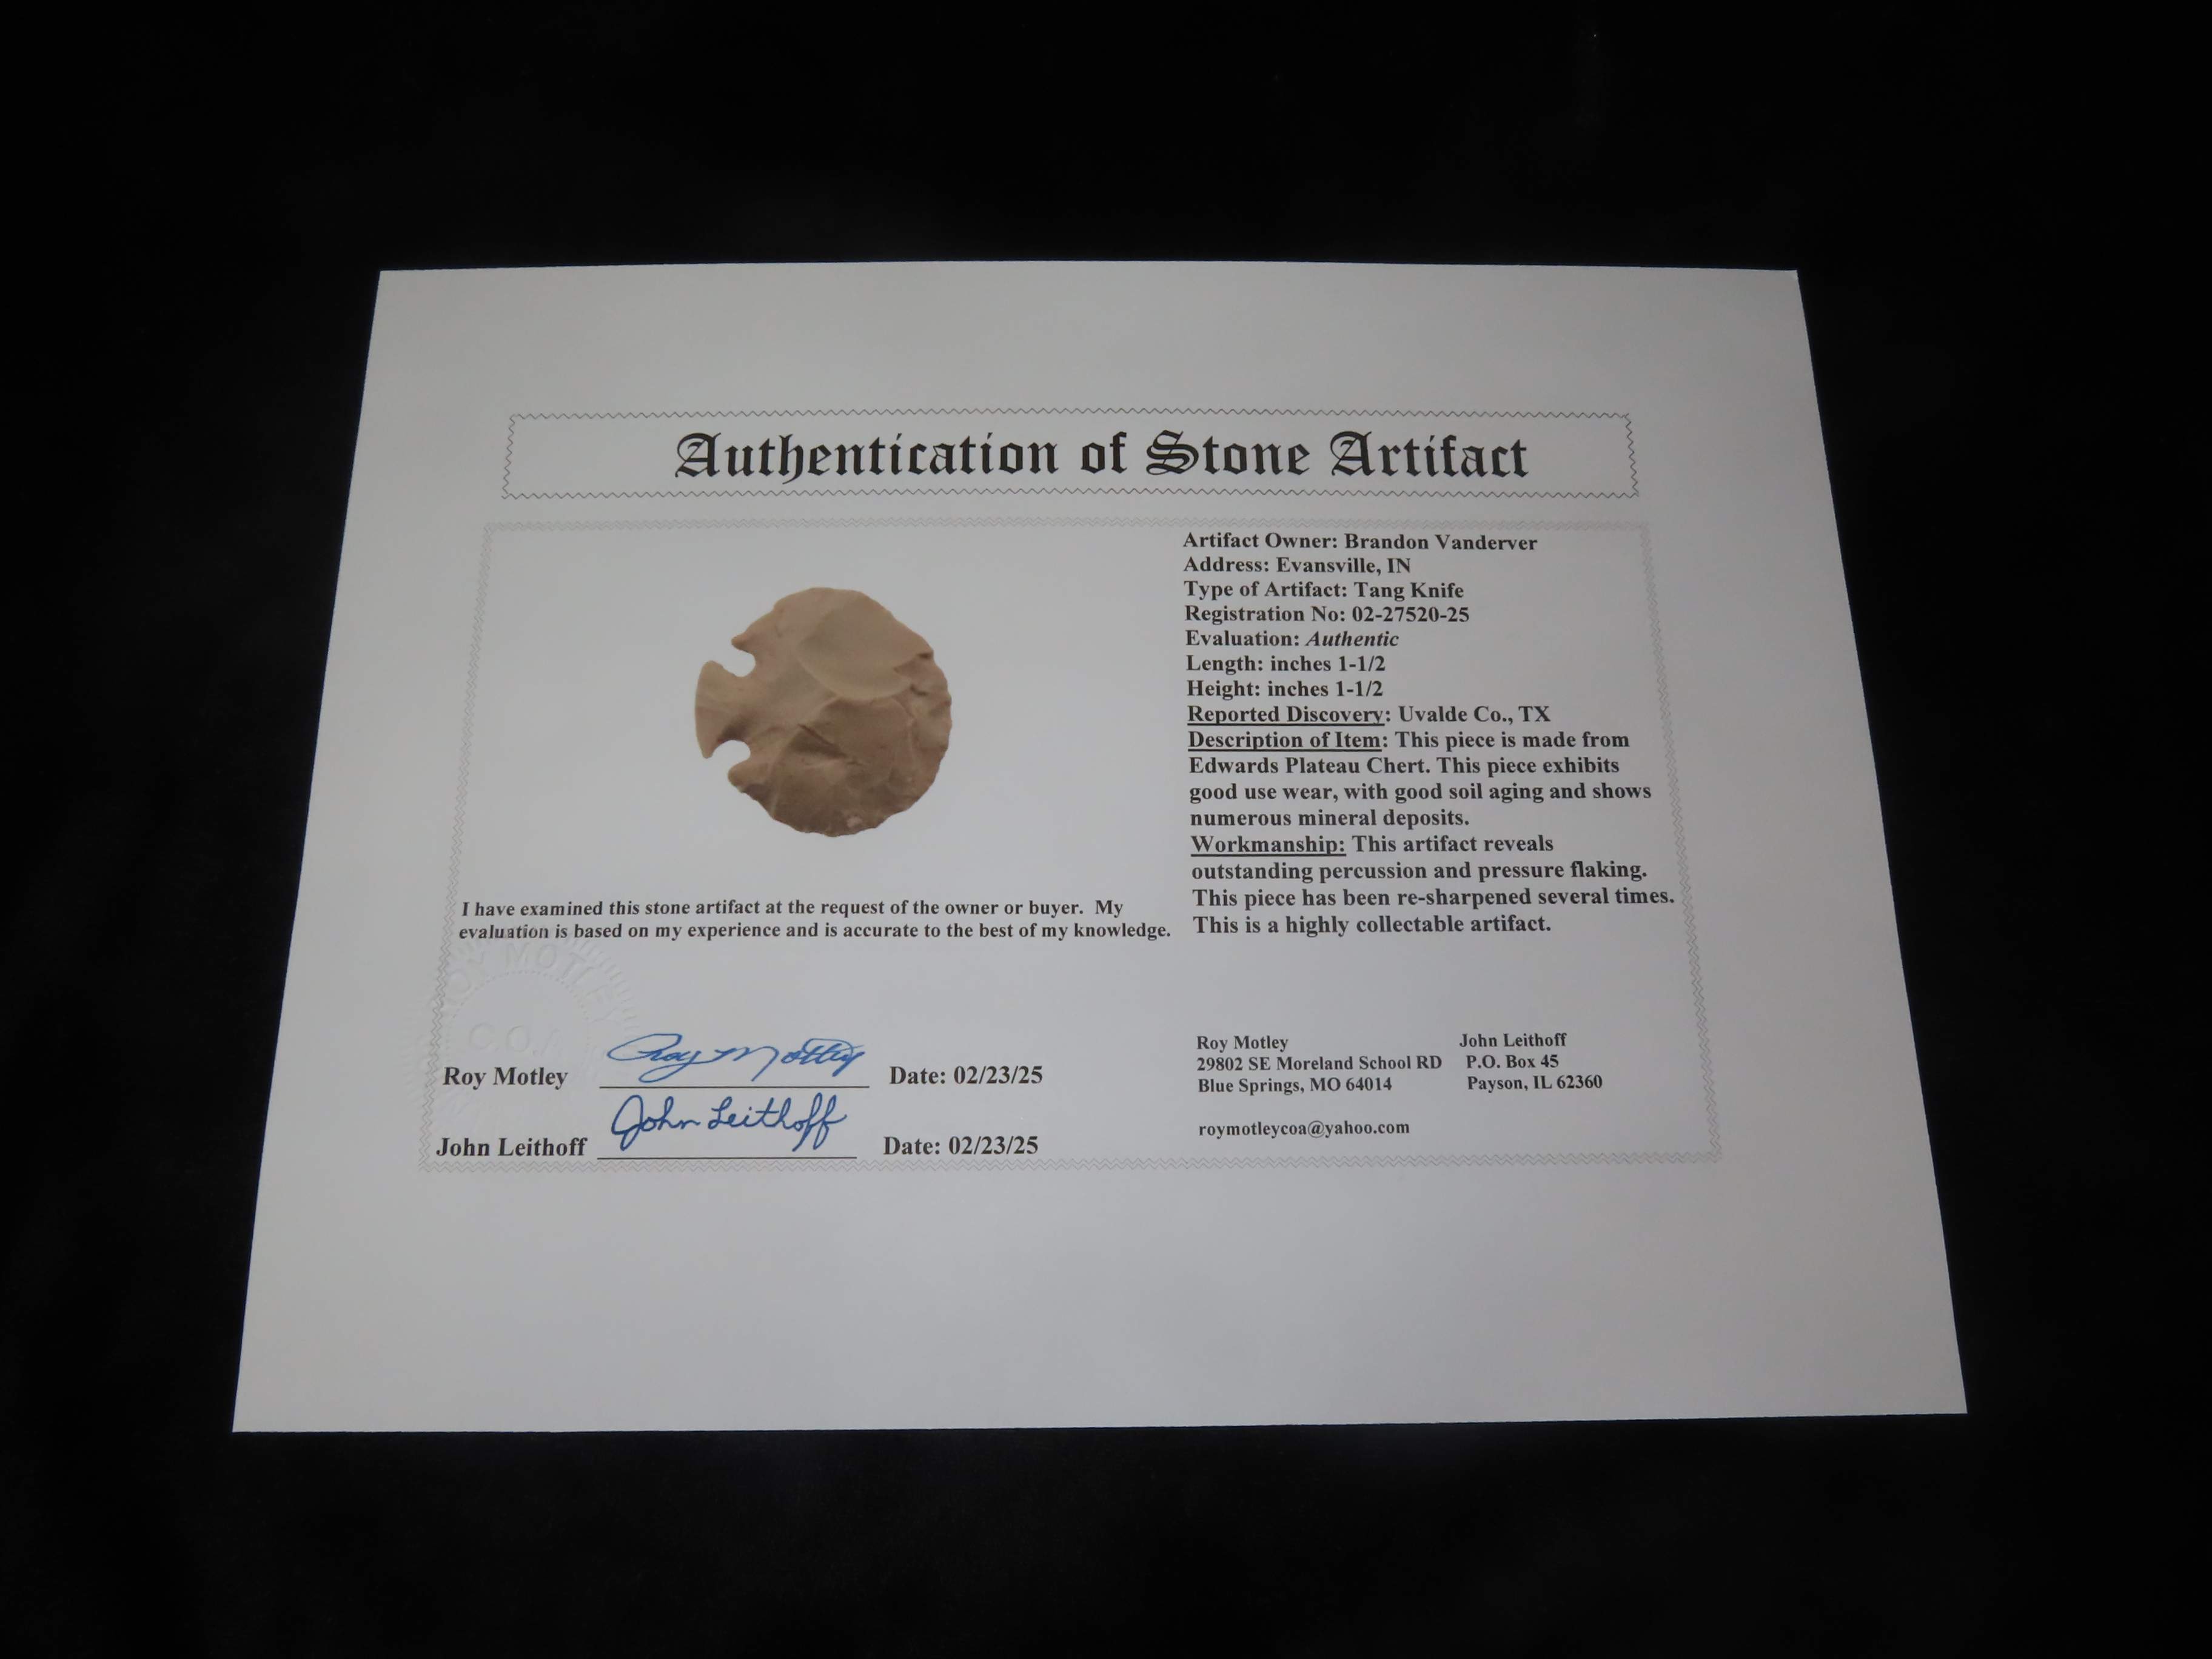 Authentication of Stone Artifact
Artifact Owner: Brandon Vanderver
Address: Evansville, IN
Type of Artifact: Tang Knife
Registration No: 02-27520-25
Evaluation: Authentic
Length: inches 1-1/2
Height: inches 1-1/2
Reported Discovery: Uvalde Co., TX
Description of Item: This piece is made from
Edwards Plateau Chert. This piece exhibits
good use wear, with good soil aging and shows
numerous mineral deposits.
Workmanship: This artifact reveals
outstanding percussion and pressure flaking.
This piece has been re-sharpened several times.
This is a highly collectable artifact.
I have examined this stone artifact at the request of the owner or buyer. My
evaluation is based on my experience and is accurate to the best of my knowledge.
ROY MOTLEY
C.O.A
Roy Motley Roy Motley Date: 02/23/25
John Leithoff John Leithoff Date: 02/23/25
Roy Motley
29802 SE Moreland School RD
Blue Springs, MO 64014
roymotleycoa@yahoo.com
John Leithoff
P.O. Box 45
Payson, IL 62360